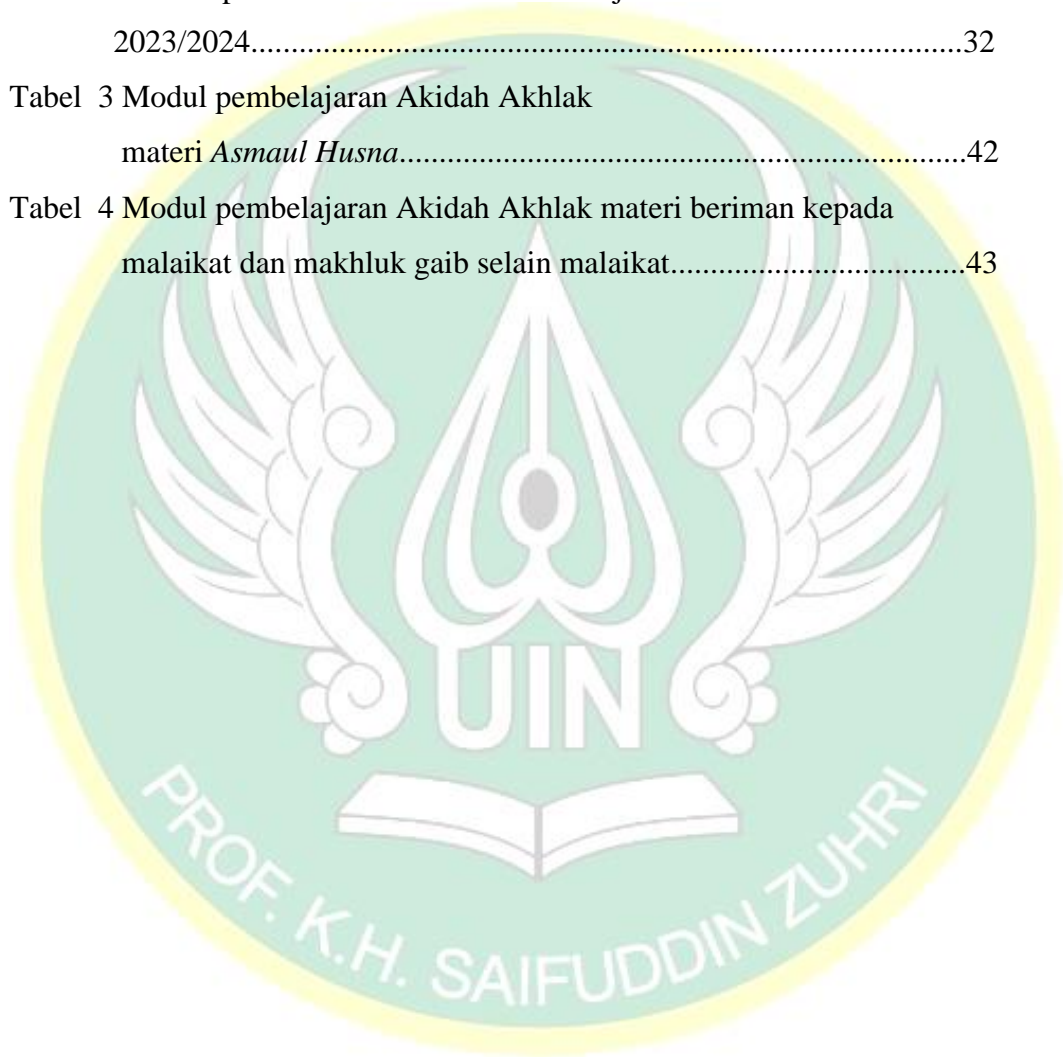 2023/2024..........................................................................32
Tabel 3 Modul pembelajaran Akidah Akhlak
materi Asmaul Husna......................................................................42
Tabel 4 Modul pembelajaran Akidah Akhlak materi beriman kepada
malaikat dan makhluk gaib selain malaikat.....................................43
UIN
PROF. K.H. SAIFUDDIN ZUHRI